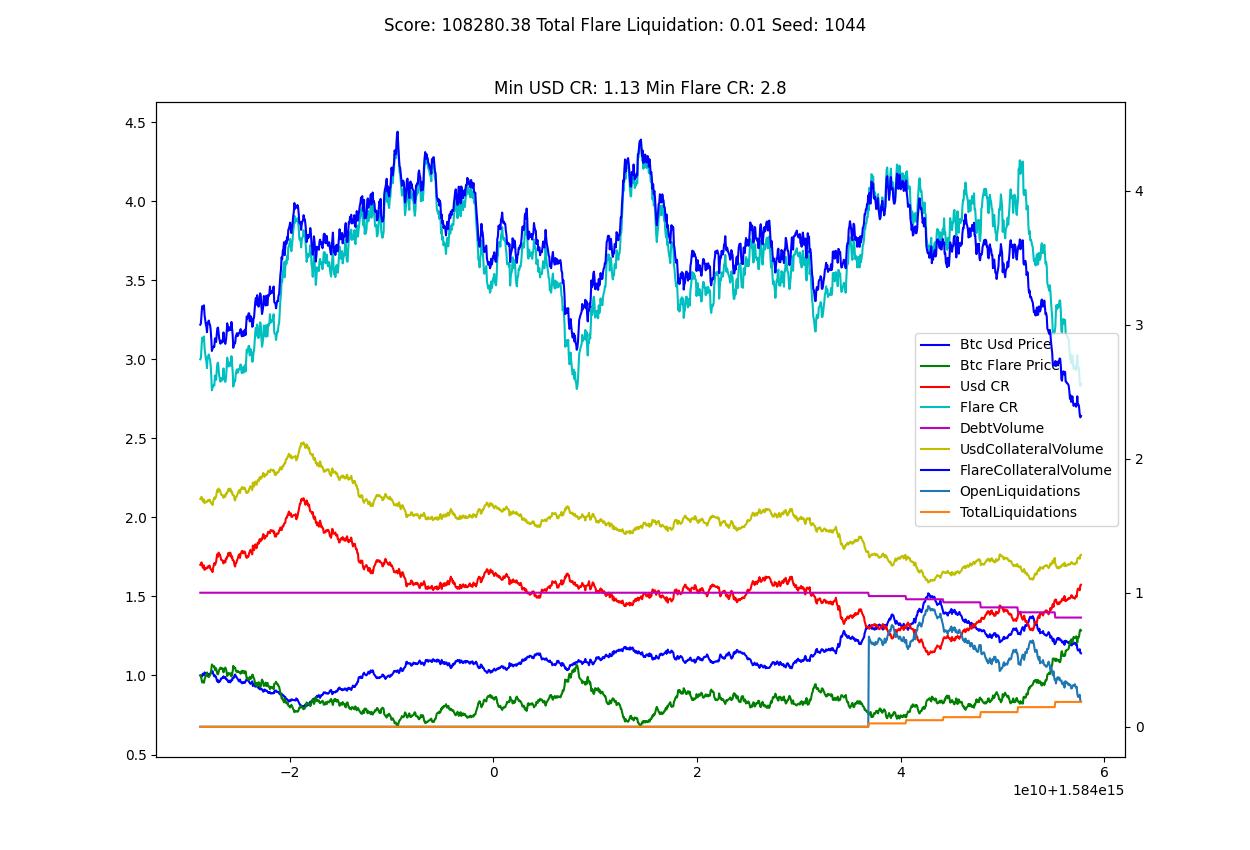 Score: 108280.38 Total Flare Liquidation: 0.01 Seed: 1044
Min USD CR: 1.13 Min Flare CR: 2.8
4.5
4.0
3.5
3.0
2.5
2.0
1.5
1.0
0.5
4
3
2
1
0
Btc Usd Price
Btc Flare Price
Usd CR
Flare CR
DebtVolume
UsdCollateralVolume
FlareCollateralVolume
OpenLiquidations
TotalLiquidations
−2 0 2 4 6
1e10+1.584e15